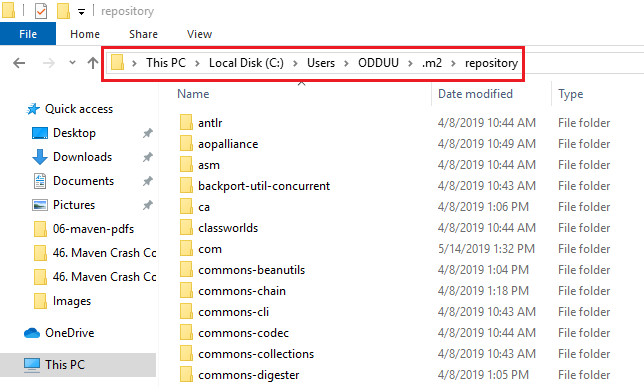 repository
File Home Share View
This PC Local Disk (C:) Users ODDUU .m2 repository
Name Date modified Type
Quick access
Desktop
Downloads
Documents
Pictures
06-maven-pdfs
46. Maven Crash Co
46. Maven Crash Co
Images
OneDrive
This PC
antlr 4/8/2019 10:44 AM File folder
aopalliance 4/8/2019 10:49 AM File folder
asm 4/8/2019 10:44 AM File folder
backport-util-concurrent 4/8/2019 10:43 AM File folder
ca 4/8/2019 1:06 PM File folder
classworlds 4/8/2019 10:44 AM File folder
com 5/14/2019 1:32 PM File folder
commons-beanutils 4/8/2019 1:04 PM File folder
commons-chain 4/8/2019 1:18 PM File folder
commons-cli 4/8/2019 10:43 AM File folder
commons-codec 4/8/2019 10:44 AM File folder
commons-collections 4/8/2019 10:43 AM File folder
commons-digester 4/8/2019 1:05 PM File folder